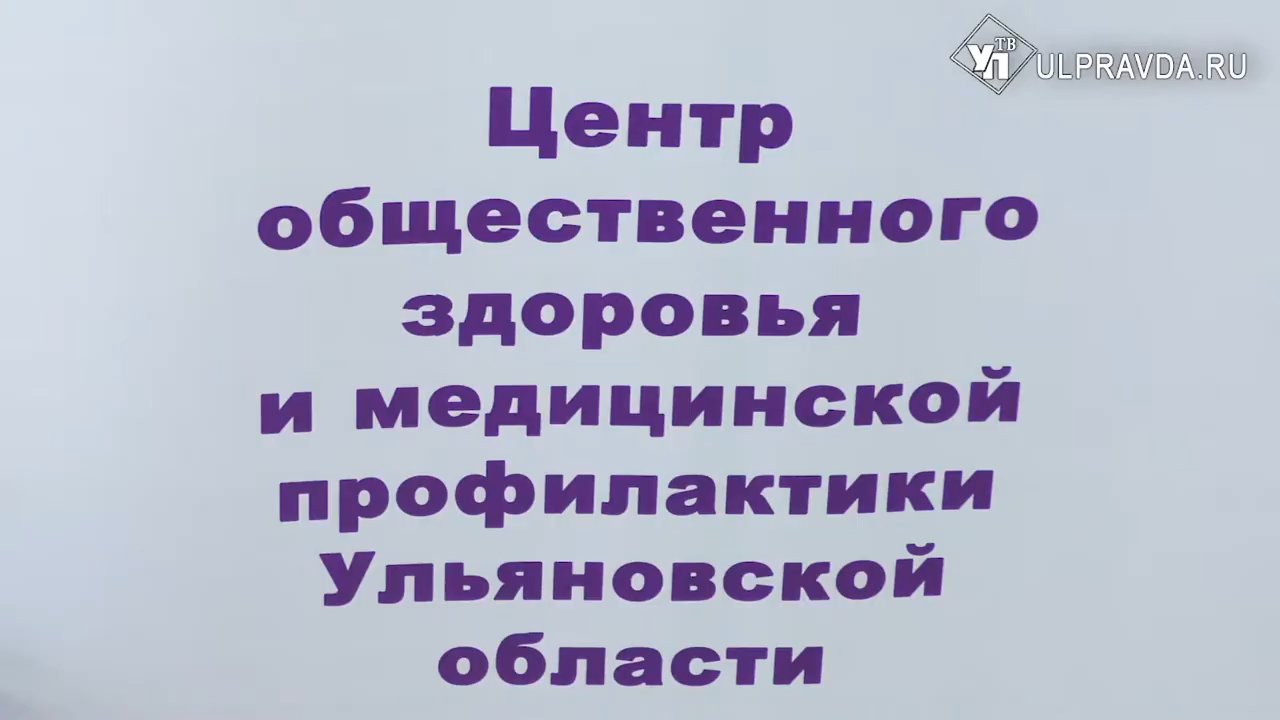 УП ТВ ULPRAVDA.RU
Центр
общественного
здоровья
и медицинской
профилактики
Ульяновской
области